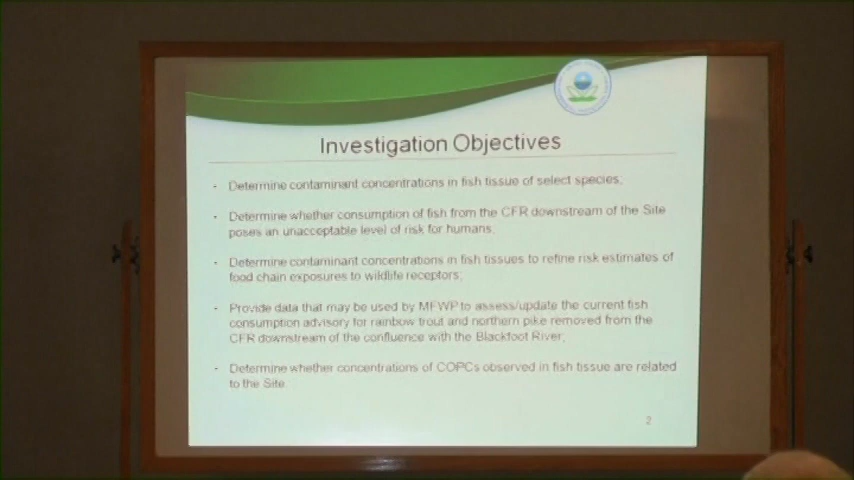 Investigation Objectives
- Determine contaminant concentrations in fish tissue of select species;
- Determine whether consumption of fish from the CFR downstream of the Site
poses an unacceptable level of risk for humans;
- Determine contaminant concentrations in fish tissues to refine risk estimates of
food chain exposures to wildlife receptors;
- Provide data that may be used by MFWP to assess/update the current fish
consumption advisory for rainbow trout and northern pike removed from the
CFR downstream of the confluence with the Blackfoot River;
- Determine whether concentrations of COPCs observed in fish tissue are related
to the Site.
2